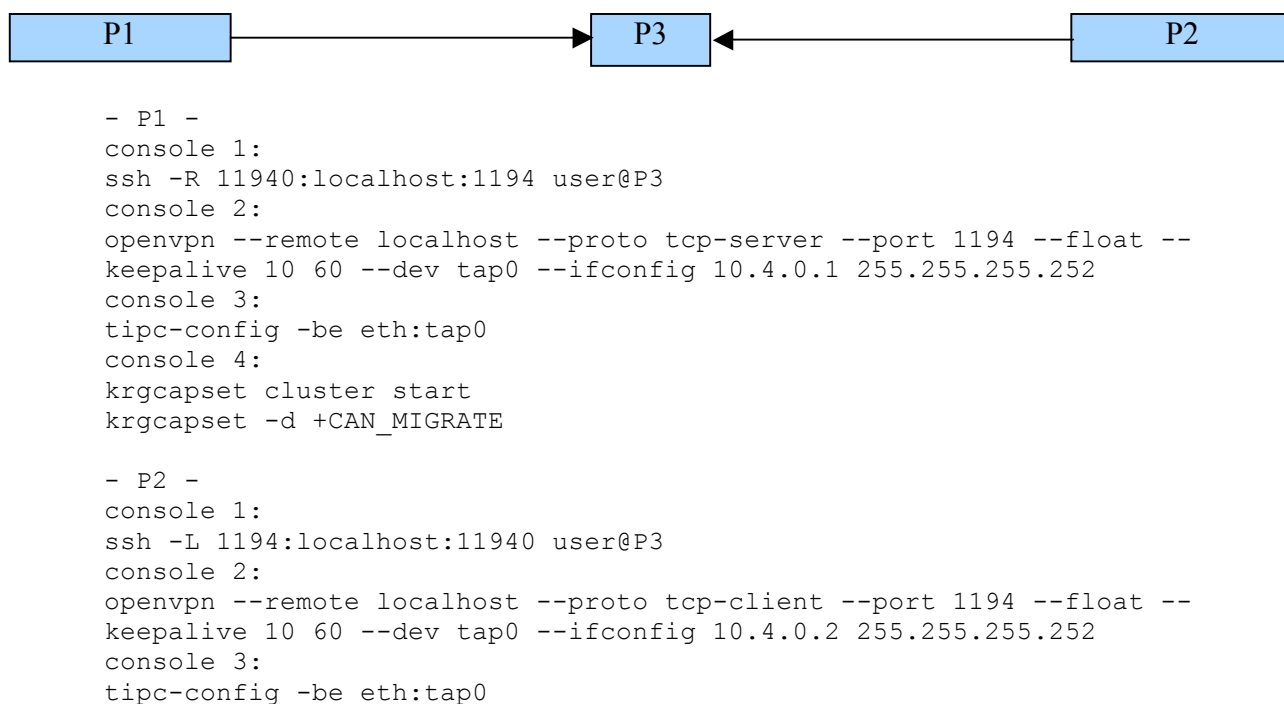 P1 P3 P2
- P1 -
console 1:
ssh -R 11940:localhost:1194 user@P3
console 2:
openvpn --remote localhost --proto tcp-server --port 1194 --float --
keepalive 10 60 --dev tap0 --ifconfig 10.4.0.1 255.255.255.252
console 3:
tipc-config -be eth:tap0
console 4:
krgcapset cluster start
krgcapset -d +CAN_MIGRATE
- P2 -
console 1:
ssh -L 1194:localhost:11940 user@P3
console 2:
openvpn --remote localhost --proto tcp-client --port 1194 --float --
keepalive 10 60 --dev tap0 --ifconfig 10.4.0.2 255.255.255.252
console 3:
tipc-config -be eth:tap0